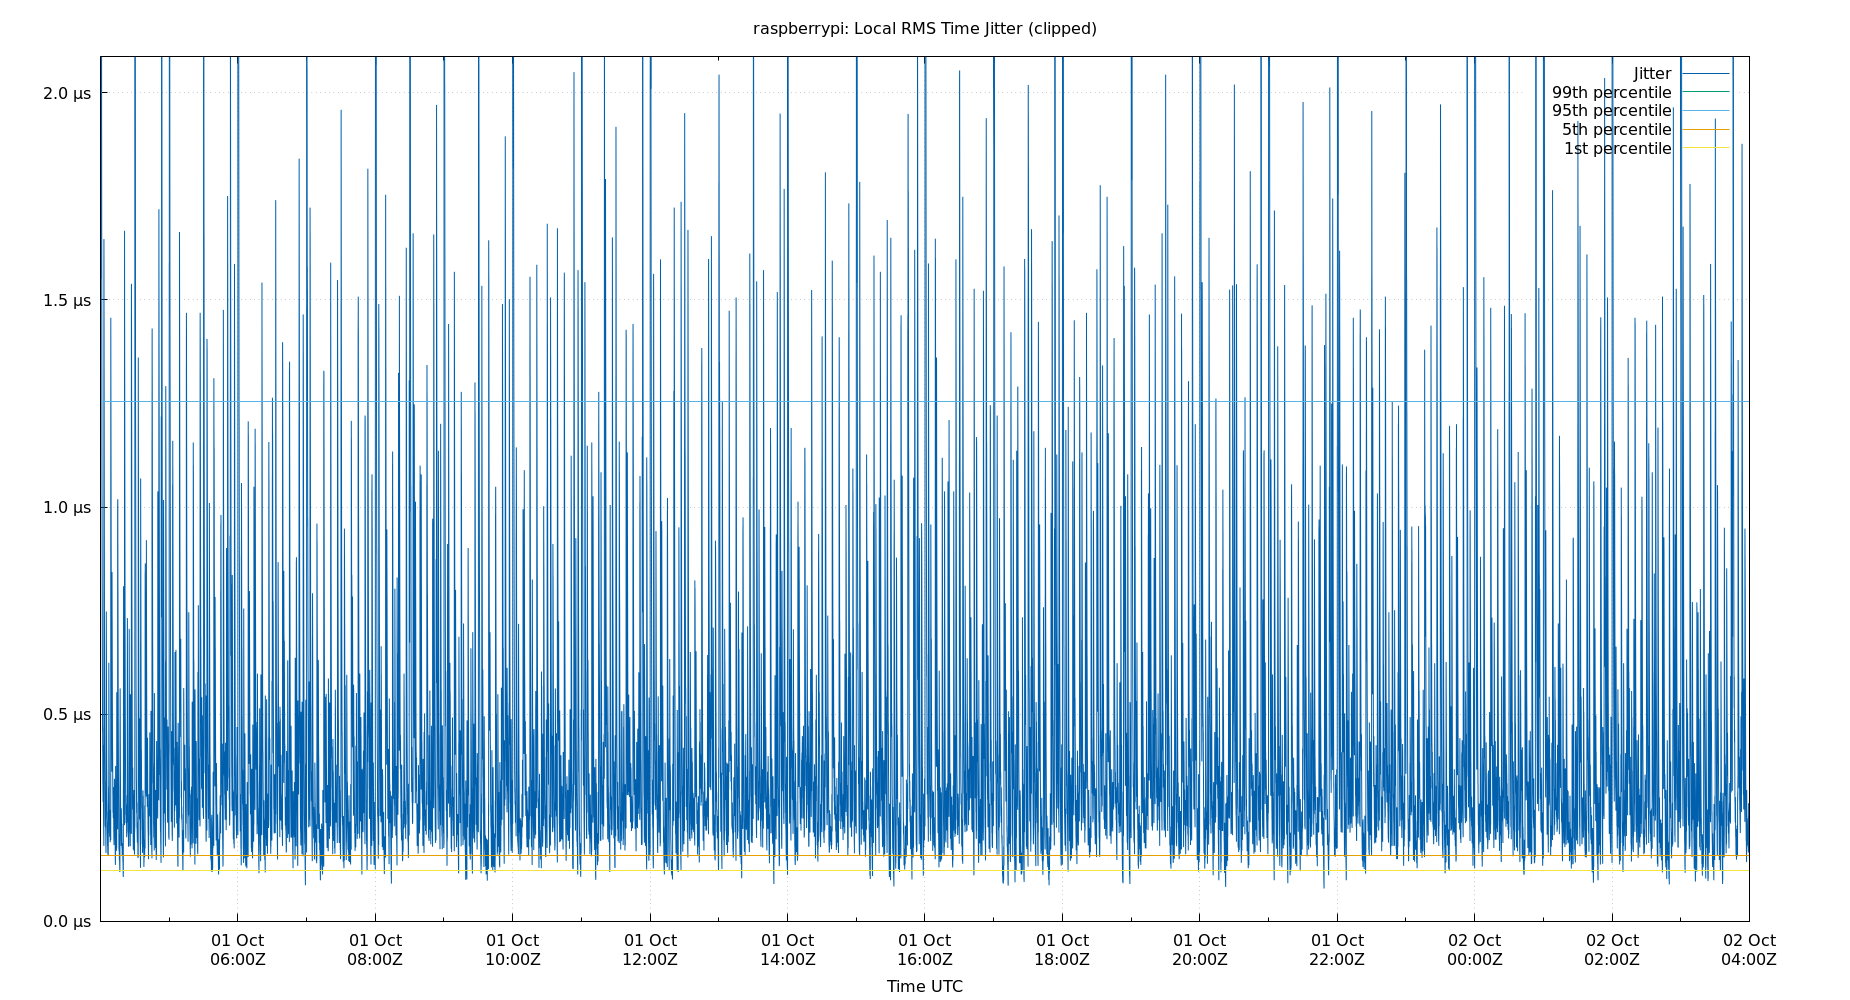 raspberrypi: Local RMS Time Jitter (clipped)
Jitter
99th percentile
95th percentile
5th percentile
1st percentile
2.0 µs
1.5 µs
1.0 µs
0.5 µs
0.0 µs
01 Oct 01 Oct 01 Oct 01 Oct 01 Oct 01 Oct 01 Oct 01 Oct 01 Oct 02 Oct 02 Oct 02 Oct
06:00Z 08:00Z 10:00Z 12:00Z 14:00Z 16:00Z 18:00Z 20:00Z 22:00Z 00:00Z 02:00Z 04:00Z
Time UTC